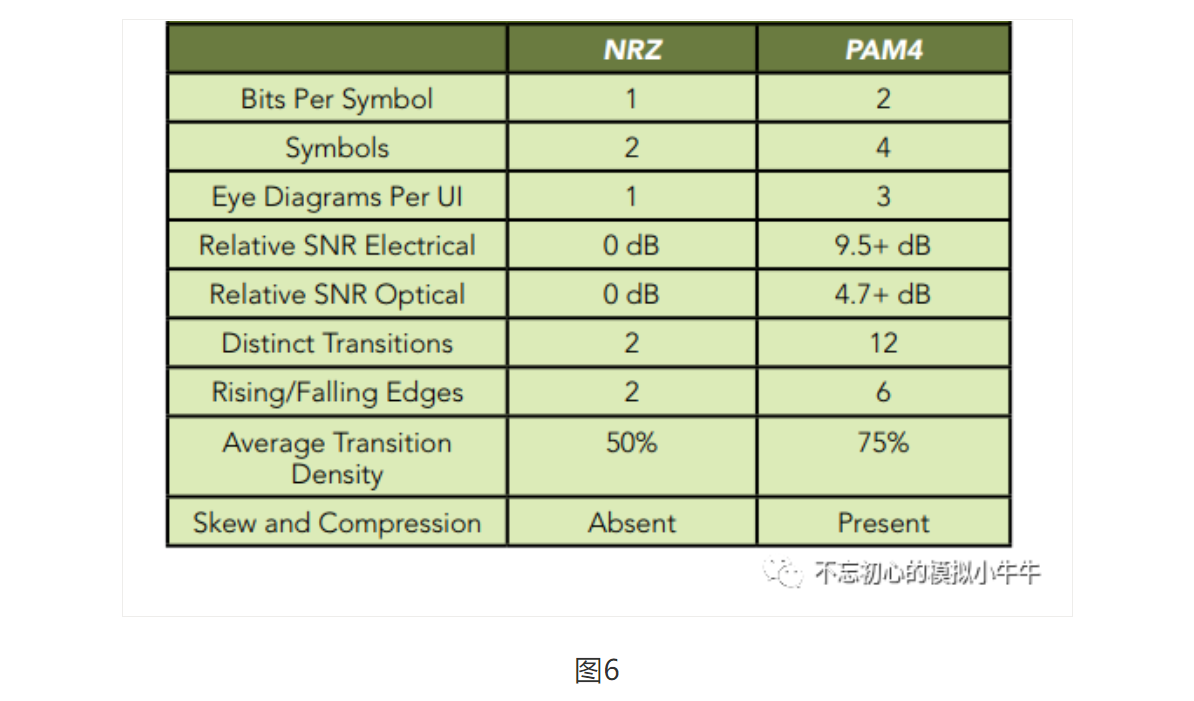 NRZ PAM4
Bits Per Symbol 1 2
Symbols 2 4
Eye Diagrams Per UI 1 3
Relative SNR Electrical 0 dB 9.5+ dB
Relative SNR Optical 0 dB 4.7+ dB
Distinct Transitions 2 12
Rising/Falling Edges 2 6
Average Transition 50% 75%
Density
Skew and Compression Absent Present
不忘初心的模拟小牛牛
图6